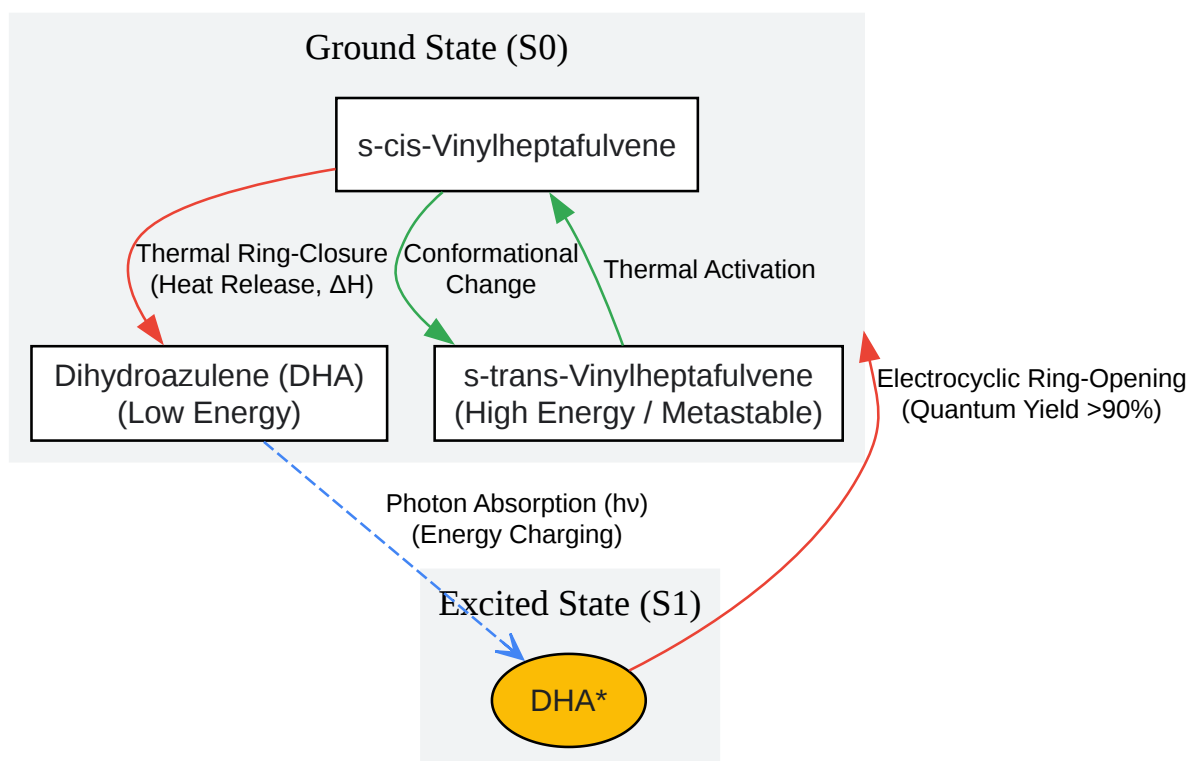 Ground State (S0)
s-cis-Vinylheptafulvene
Thermal Ring-Closure
(Heat Release, ΔH)
Conformational
Change
Thermal Activation
Dihydroazulene (DHA)
(Low Energy)
s-trans-Vinylheptafulvene
(High Energy / Metastable)
Electrocyclic Ring-Opening
(Quantum Yield >90%)
Photon Absorption (hν)
(Energy Charging)
Excited State (S1)
DHA*